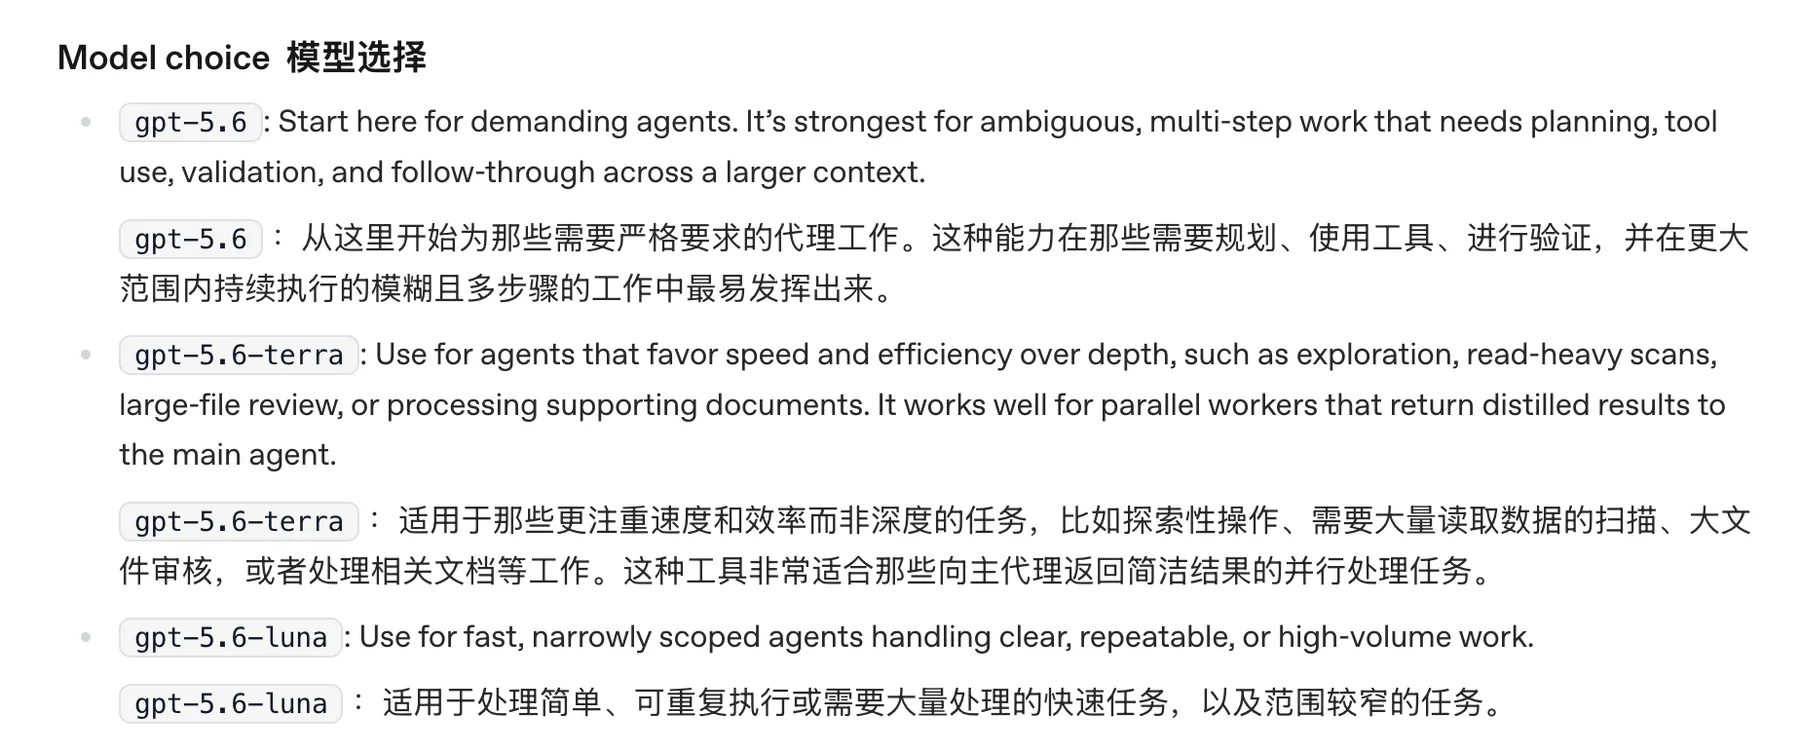 Model choice 模型选择
gpt-5.6: Start here for demanding agents. It’s strongest for ambiguous, multi-step work that needs planning, tool
use, validation, and follow-through across a larger context.
gpt-5.6： 从这里开始为那些需要严格要求的代理工作。这种能力在那些需要规划、使用工具、进行验证，并在更大
范围内持续执行的模糊且多步骤的工作中最易发挥出来。
gpt-5.6-terra: Use for agents that favor speed and efficiency over depth, such as exploration, read-heavy scans,
large-file review, or processing supporting documents. It works well for parallel workers that return distilled results to
the main agent.
gpt-5.6-terra： 适用于那些更注重速度和效率而非深度的任务，比如探索性操作、需要大量读取数据的扫描、大文
件审核，或者处理相关文档等工作。这种工具非常适合那些向主代理返回简洁结果的并行处理任务。
gpt-5.6-luna: Use for fast, narrowly scoped agents handling clear, repeatable, or high-volume work.
gpt-5.6-luna： 适用于处理简单、可重复执行或需要大量处理的快速任务，以及范围较窄的任务。